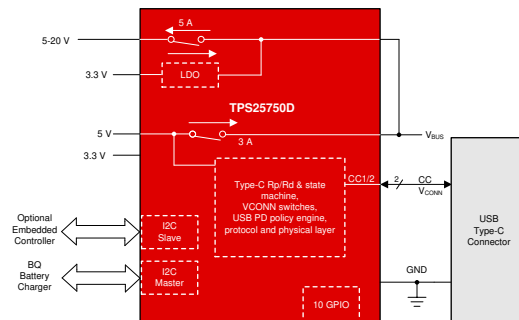 5 A
5-20 V
3.3 V
LDO
TPS25750D
5 V
3 A
VBUS
3.3 V
Type-C Rp/Rd & state
machine,
VCONN switches,
USB PD policy engine,
protocol and physical layer
CC1/2
2
CC
VCONN
USB
Type-C
Connector
Optional
Embedded
Controller
I2C
Slave
BQ
Battery
Charger
I2C
Master
GND
10 GPIO